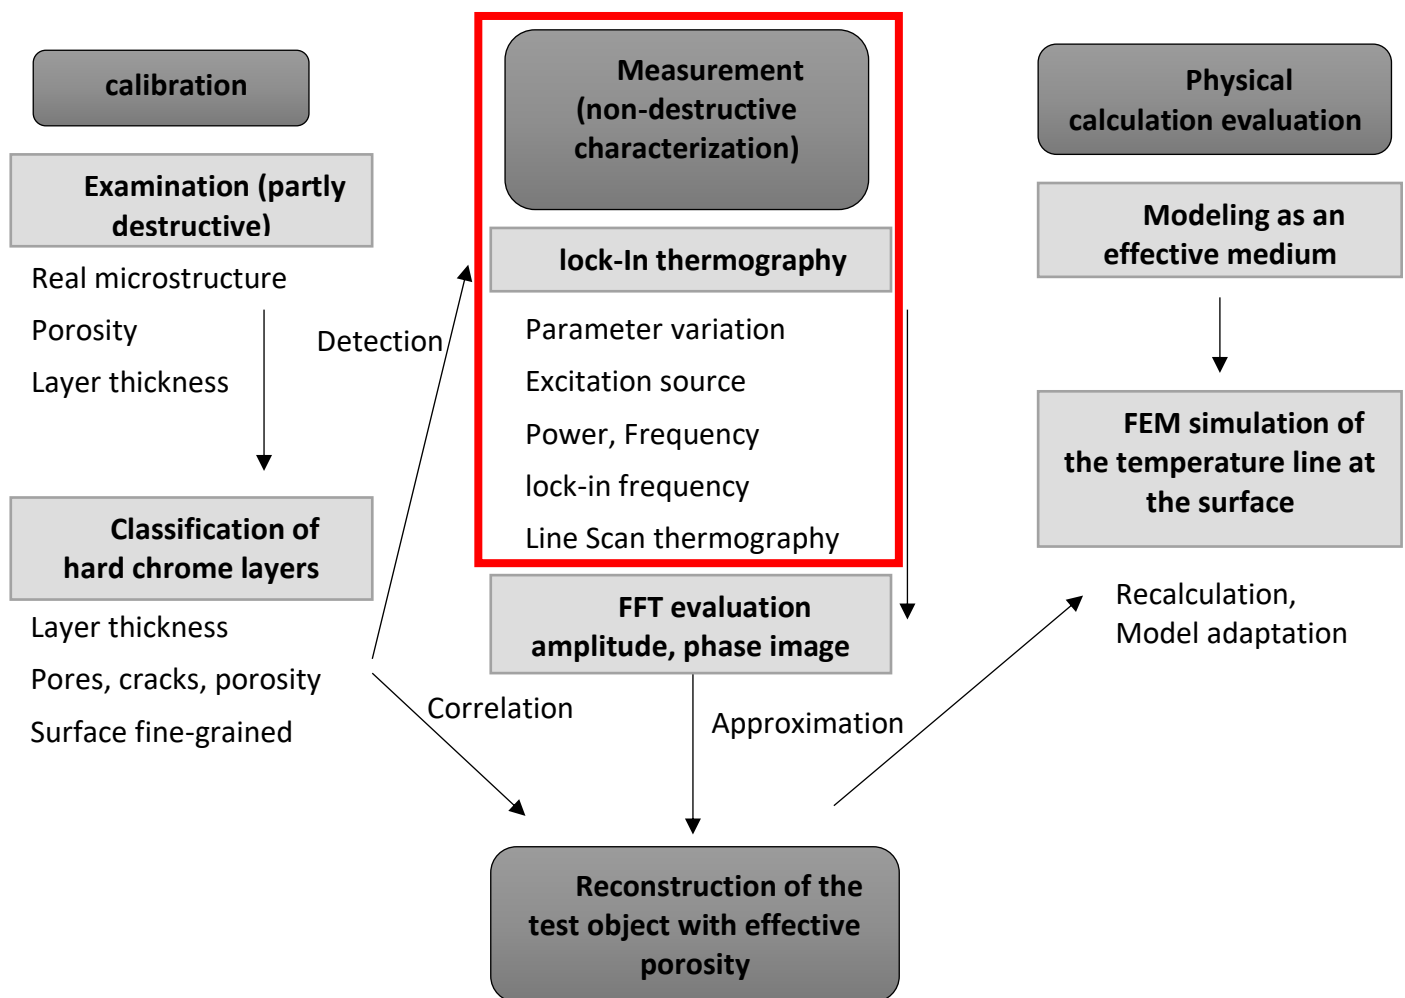 calibration
Examination (partly
destructive)
Real microstructure
Porosity
Layer thickness
Classification of
hard chrome layers
Layer thickness
Pores, cracks, porosity
Surface fine-grained
Detection
Correlation
Measurement
(non-destructive
characterization)
lock-In thermography
Parameter variation
Excitation source
Power, Frequency
lock-in frequency
Line Scan thermography
FFT evaluation
amplitude, phase image
Approximation
Reconstruction of the
test object with effective
porosity
Physical
calculation evaluation
Modeling as an
effective medium
FEM simulation of
the temperature line at
the surface
Recalculation,
Model adaptation